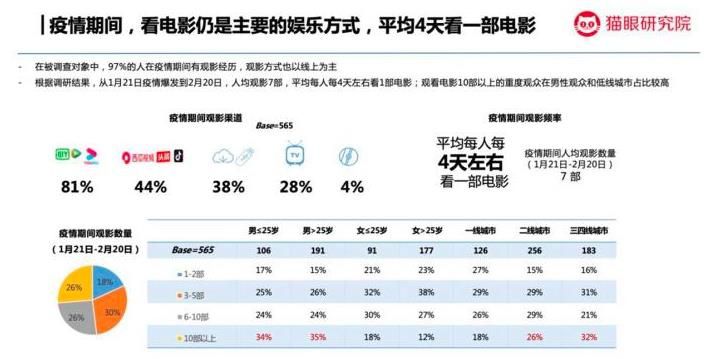 疫情期间，看电影仍是主要的娱乐方式，平均4天看一部电影
猫眼研究院
- 在被调查对象中，97%的人在疫情期间有观影经历，观影方式也以线上为主
- 根据调研结果，从1月21日疫情爆发到2月20日，人均观影7部，平均每人每4天左右看1部电影；观看电影10部以上的重度观众在男性观众和低线城市占比较高
疫情期间观影渠道
Base=565
iQIYI 西瓜视频 头条 TV
81% 44% 38% 28% 4%
疫情期间观影频率
平均每人每
4天左右
看一部电影
疫情期间人均观影数量
（1月21日-2月20日）
7 部
疫情期间观影数量
（1月21日-2月20日）
18%
30%
26%
26%
男≤25岁 男>25岁 女≤25岁 女>25岁 一线城市 二线城市 三四线城市
Base=565 106 191 91 177 126 256 183
1-2部 17% 15% 21% 23% 27% 15% 16%
3-5部 25% 26% 32% 38% 29% 29% 31%
6-10部 24% 24% 30% 27% 26% 29% 21%
10部以上 34% 35% 18% 12% 18% 26% 32%